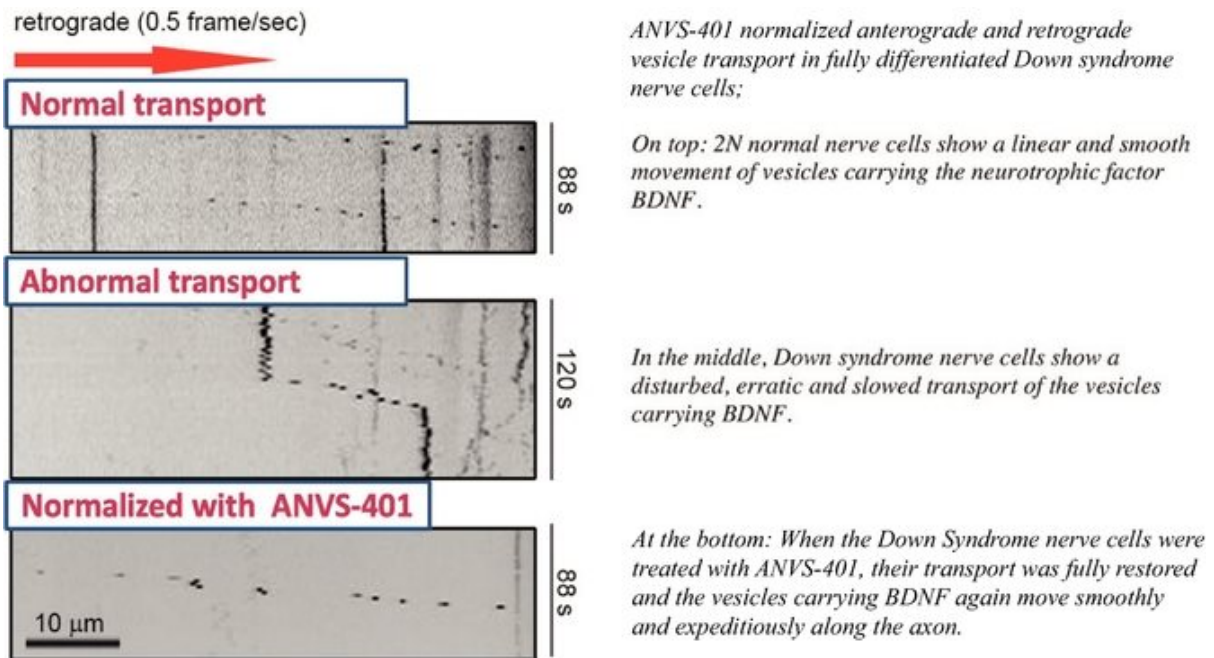 retrograde (0.5 frame/sec)
Normal transport
88 s
Abnormal transport
120 s
Normalized with ANVS-401
88 s
10 µm
ANVS-401 normalized anterograde and retrograde
vesicle transport in fully differentiated Down syndrome
nerve cells;
On top: 2N normal nerve cells show a linear and smooth
movement of vesicles carrying the neurotrophic factor
BDNF.
In the middle, Down syndrome nerve cells show a
disturbed, erratic and slowed transport of the vesicles
carrying BDNF.
At the bottom: When the Down Syndrome nerve cells were
treated with ANVS-401, their transport was fully restored
and the vesicles carrying BDNF again move smoothly
and expeditiously along the axon.